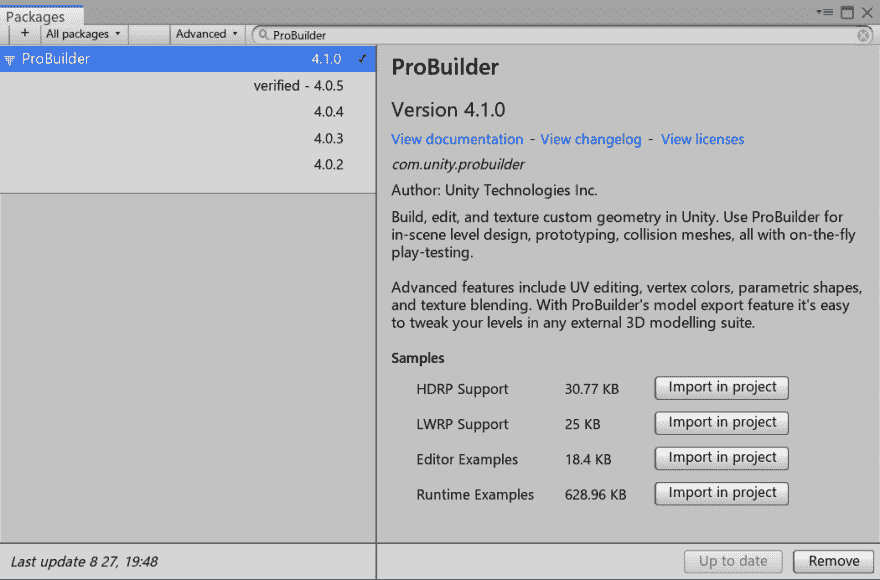 Packages
+ All packages Advanced ProBuilder
ProBuilder 4.1.0 ✓
verified - 4.0.5
4.0.4
4.0.3
4.0.2
ProBuilder
Version 4.1.0
View documentation - View changelog - View licenses
com.unity.probuilder
Author: Unity Technologies Inc.
Build, edit, and texture custom geometry in Unity. Use ProBuilder for
in-scene level design, prototyping, collision meshes, all with on-the-fly
play-testing.
Advanced features include UV editing, vertex colors, parametric shapes,
and texture blending. With ProBuilder's model export feature it's easy
to tweak your levels in any external 3D modelling suite.
Samples
HDRP Support 30.77 KB Import in project
LWRP Support 25 KB Import in project
Editor Examples 18.4 KB Import in project
Runtime Examples 628.96 KB Import in project
Last update 8 27, 19:48
Up to date Remove